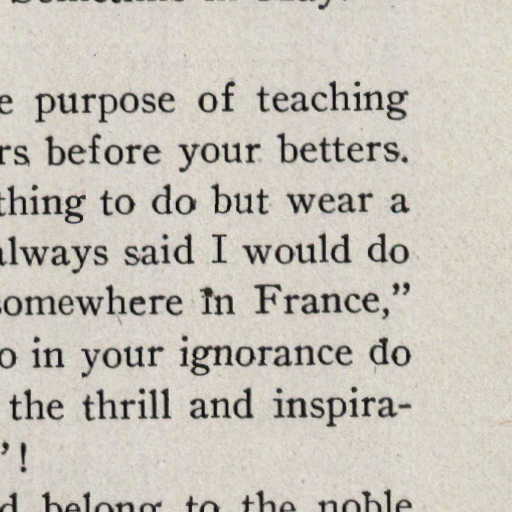 e purpose of teaching
rs before your betters.
thing to do but wear a
always said I would do
somewhere in France,”
o in your ignorance do
the thrill and inspira-
’!
d belong to the noble